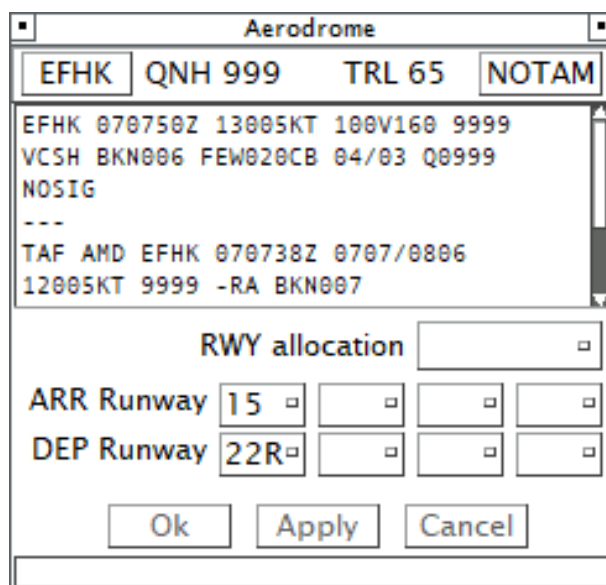 Aerodrome
EFHK QNH 999 TRL 65 NOTAM
EFHK 070750Z 13005KT 100V160 9999
VCSH BKN006 FEW020CB 04/03 Q0999
NOSIG
---
TAF AMD EFHK 070738Z 0707/0806
12005KT 9999 -RA BKN007
RWY allocation
ARR Runway 15
DEP Runway 22R
Ok Apply Cancel